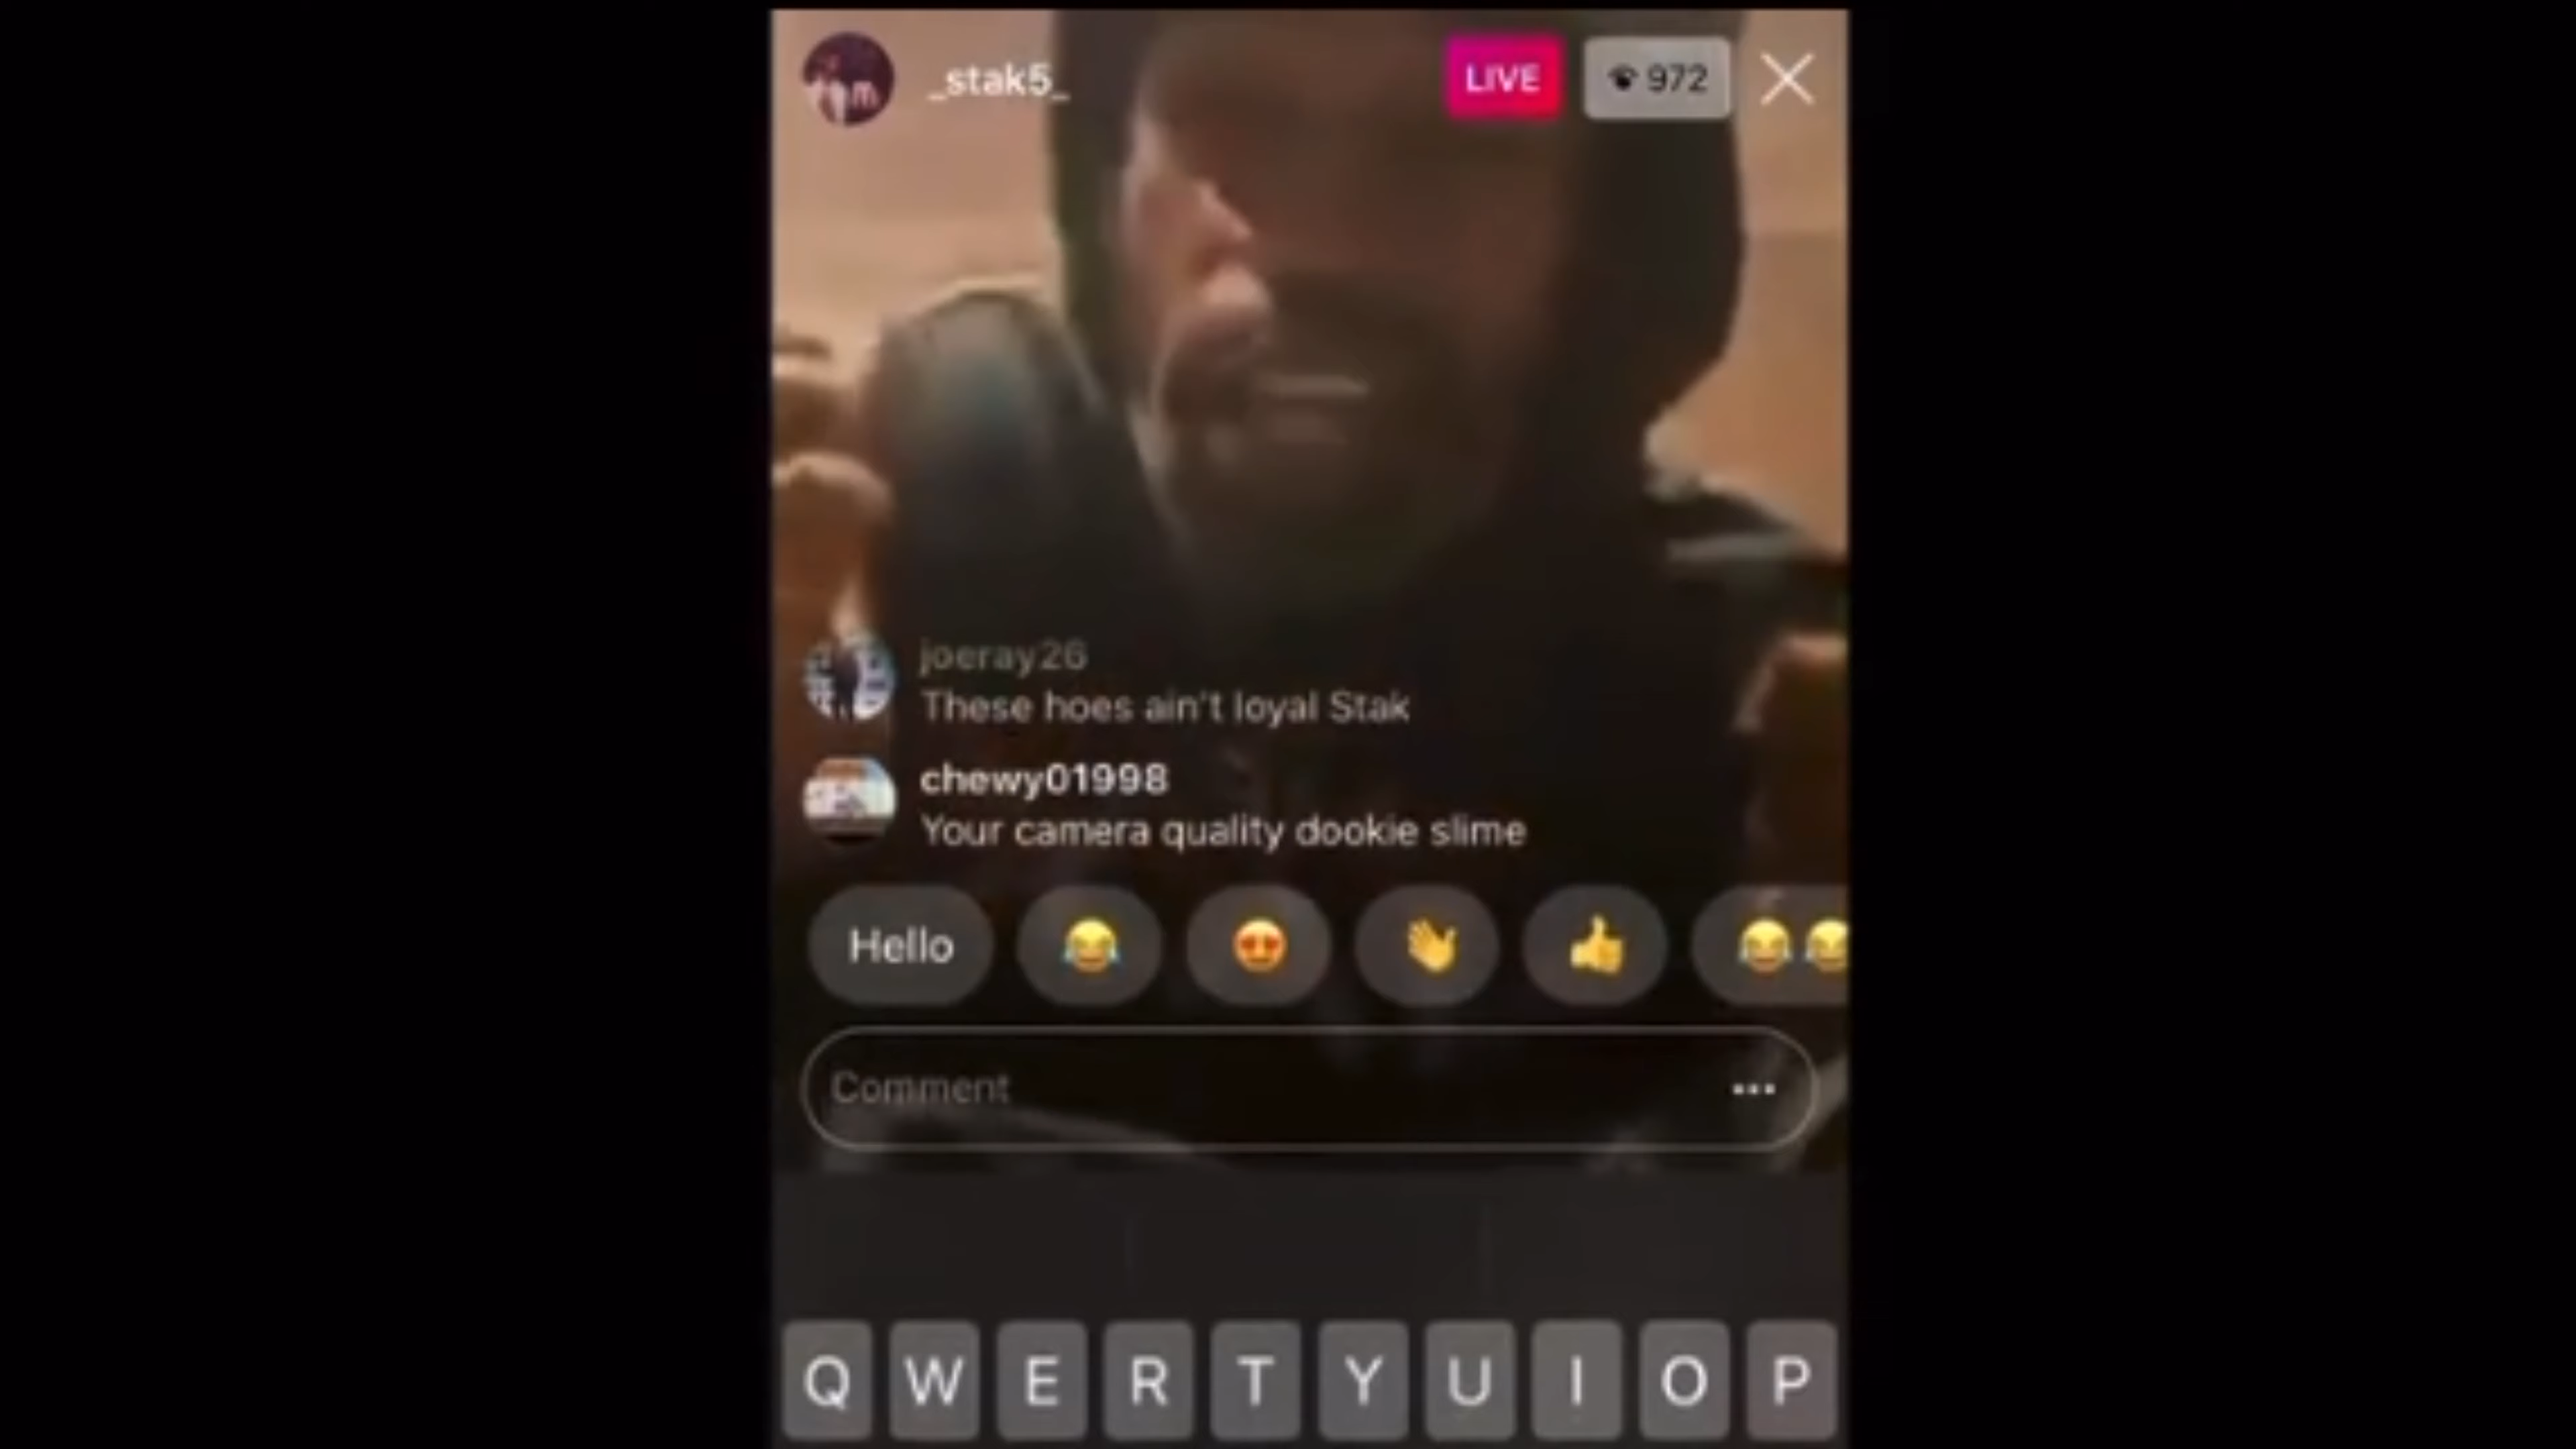 _stak5_
LIVE
972
joeray26
These hoes ain't loyal Stak
chewy01998
Your camera quality dookie slime
Hello
Comment
Q W E R T Y U I O P